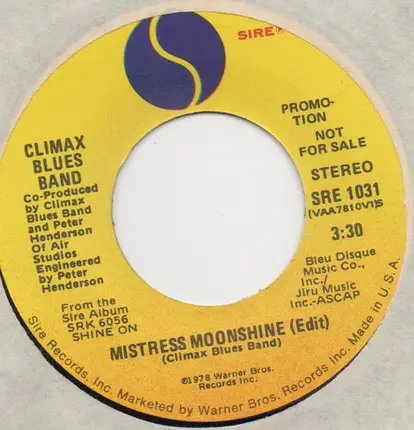 SIRE®
CLIMAX
BLUES
BAND
Co-Produced
by Climax
Blues Band
and Peter
Henderson
Of Air
Studios
Engineered
by Peter
Henderson
From the
Sire Album
SRK 6056
SHINE ON
PROMO-
TION
NOT
FOR SALE
STEREO
SRE 1031
(VAA7810V1)S
3:30
Bleu Disque
Music Co.,
Inc./
Jiru Music
Inc.-ASCAP
MISTRESS MOONSHINE (Edit)
(Climax Blues Band)
©1978 Warner Bros.
Records Inc.
Sire Records, Inc. Marketed by Warner Bros. Records Inc. Made in U.S.A.